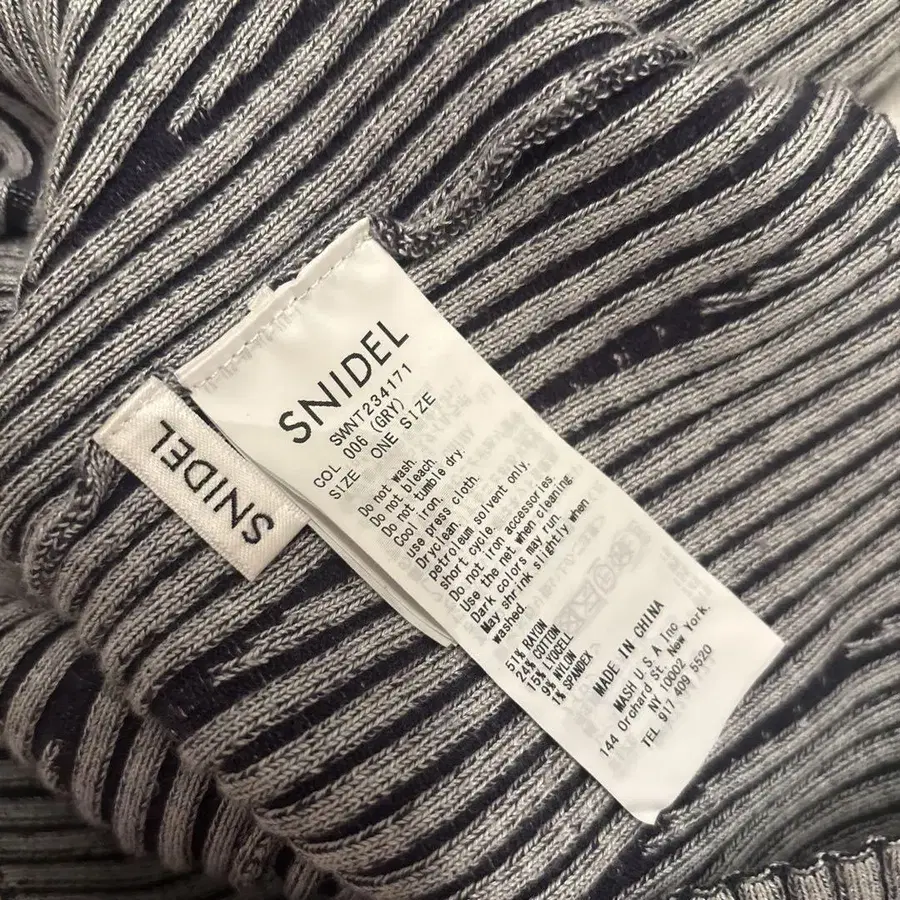 SNIDEL
SWNT234171
COL 006 (GRY)
SIZE ONE SIZE
Do not wash.
Do not bleach.
Do not tumble dry.
Cool iron.
use press cloth.
Dryclean.
petroleum solvent only.
short cycle.
Do not iron accessories.
Use the net when cleaning.
Dark colors may run.
May shrink slightly when
washed.
51% RAYON
24% COTTON
15% LYOCELL
9% NYLON
1% SPANDEX
MADE IN CHINA
MASH U S A Inc
144 Orchard St. New York.
NY 10002
TEL 917 409 5520
SNIDEL